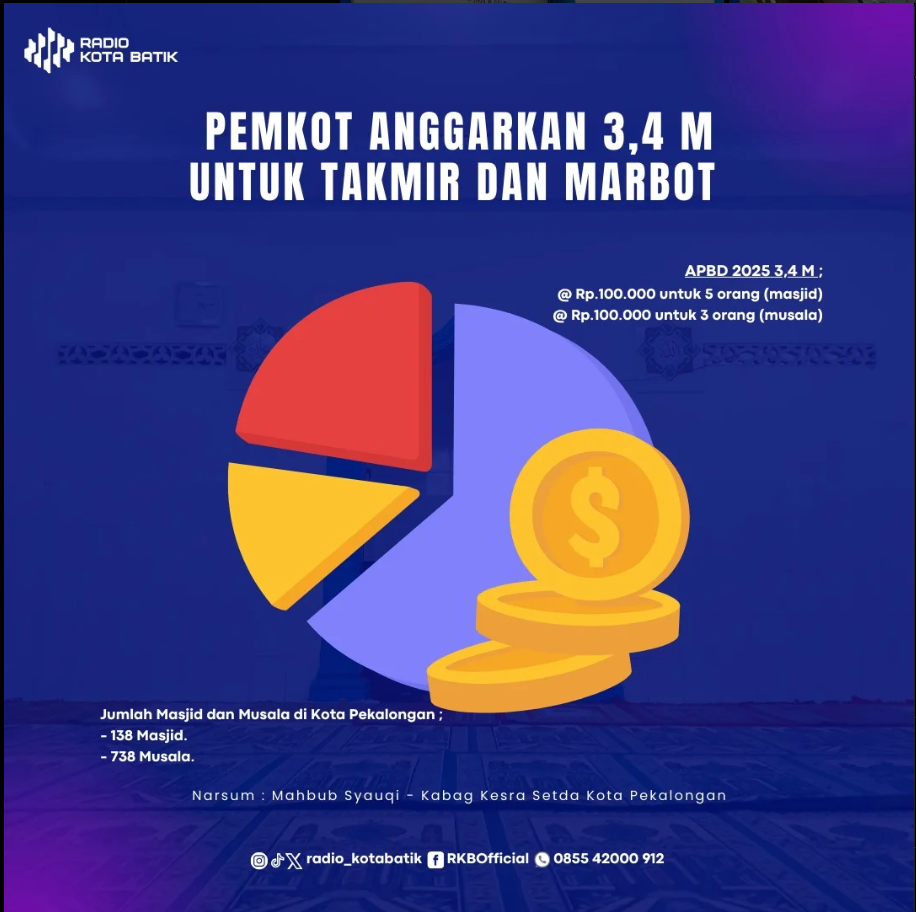 RADIO
KOTA BATIK
PEMKOT ANGGARKAN 3,4 M
UNTUK TAKMIR DAN MARBOT
APBD 2025 3,4 M ;
@ Rp.100.000 untuk 5 orang (masjid)
@ Rp.100.000 untuk 3 orang (musala)
$
Jumlah Masjid dan Musala di Kota Pekalongan ;
- 138 Masjid.
- 738 Musala.
Narsum : Mahbub Syauqi - Kabag Kesra Setda Kota Pekalongan
radio_kotabatik RKBOfficial 0855 42000 912